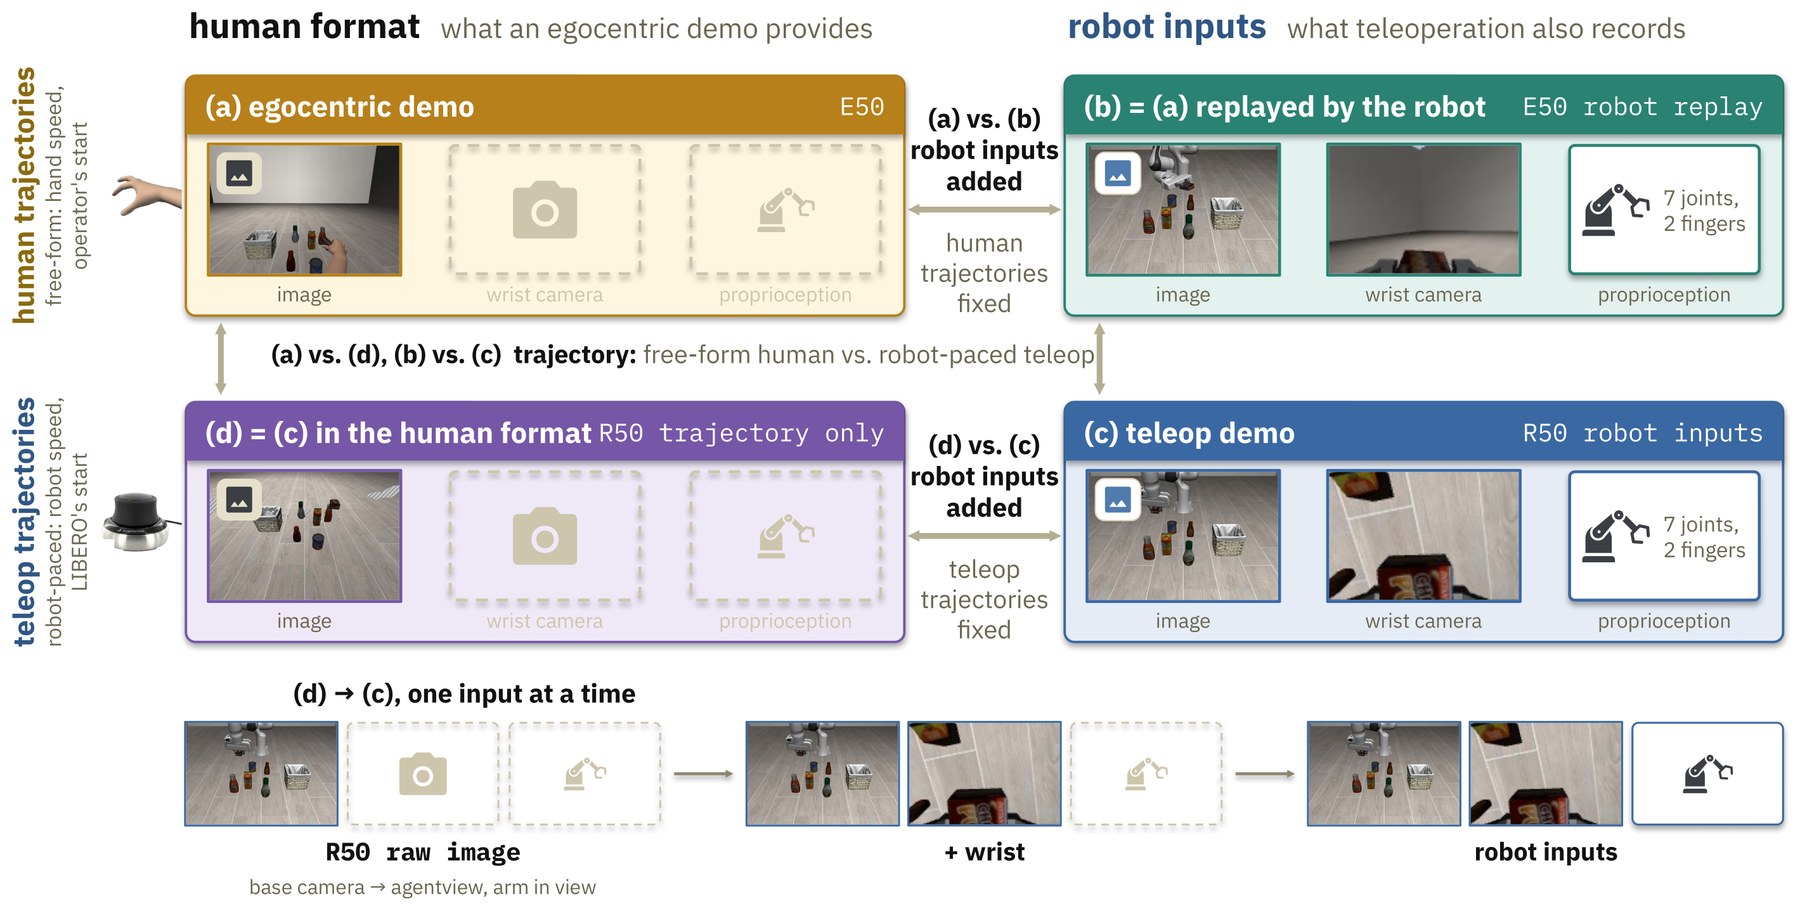 human format what an egocentric demo provides
robot inputs what teleoperation also records
human trajectories
free-form: hand speed,
operator's start
(a) egocentric demo E50
image
wrist camera
proprioception
(a) vs. (b)
robot inputs
added
human
trajectories
fixed
(b) = (a) replayed by the robot E50 robot replay
7 joints,
2 fingers
image
wrist camera
proprioception
(a) vs. (d), (b) vs. (c) trajectory: free-form human vs. robot-paced teleop
teleop trajectories
robot-paced: robot speed,
LIBERO's start
(d) = (c) in the human format R50 trajectory only
image
wrist camera
proprioception
(d) vs. (c)
robot inputs
added
teleop
trajectories
fixed
(c) teleop demo R50 robot inputs
7 joints,
2 fingers
image
wrist camera
proprioception
(d) → (c), one input at a time
R50 raw image
base camera → agentview, arm in view
+ wrist
robot inputs